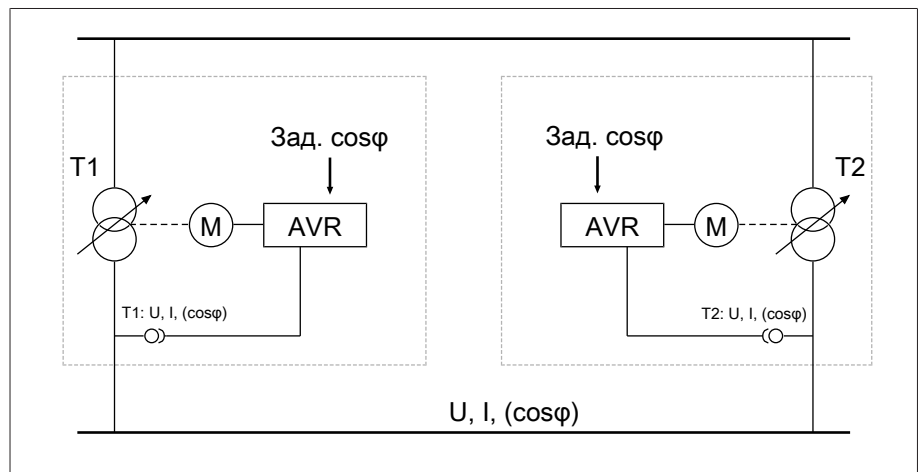 Зад. cosφ
Зад. cosφ
T1
T2
M
AVR
AVR
M
T1: U, I, (cosφ)
T2: U, I, (cosφ)
U, I, (cosφ)